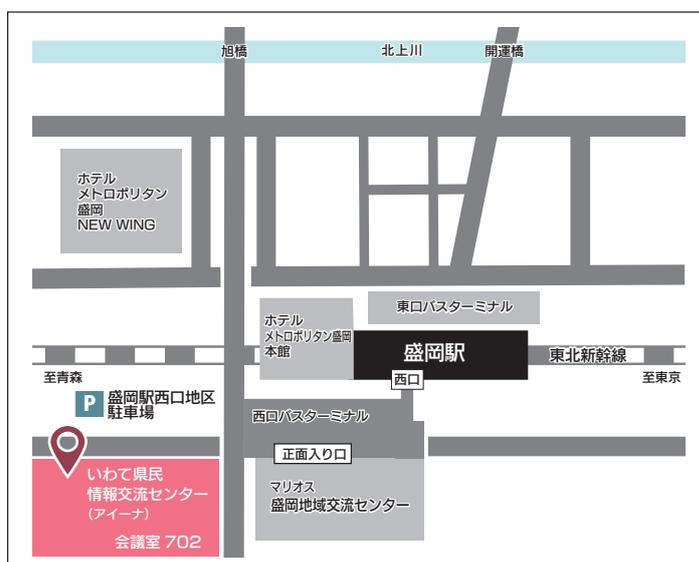 旭橋
北上川
開運橋
ホテル
メトロポリタン
盛岡
NEW WING
東口バスターミナル
ホテル
メトロポリタン盛岡
本館
盛岡駅
東北新幹線
至青森
西口
至東京
P
盛岡駅西口地区
駐車場
西口バスターミナル
正面入り口
いわて県民
情報交流センター
(アイーナ)
会議室 702
マリオス
盛岡地域交流センター